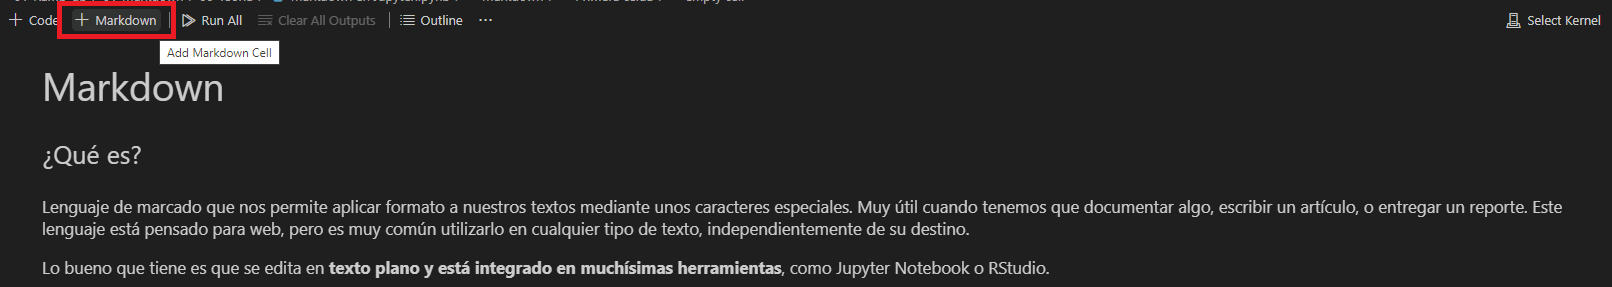 Code
Markdown
Run All
Clear All Outputs
Outline
...
Select Kernel
Add Markdown Cell
Markdown
¿Qué es?
Lenguaje de marcado que nos permite aplicar formato a nuestros textos mediante unos caracteres especiales. Muy útil cuando tenemos que documentar algo, escribir un artículo, o entregar un reporte. Este
lenguaje está pensado para web, pero es muy común utilizarlo en cualquier tipo de texto, independientemente de su destino.
Lo bueno que tiene es que se edita en texto plano y está integrado en muchísimas herramientas, como Jupyter Notebook o RStudio.